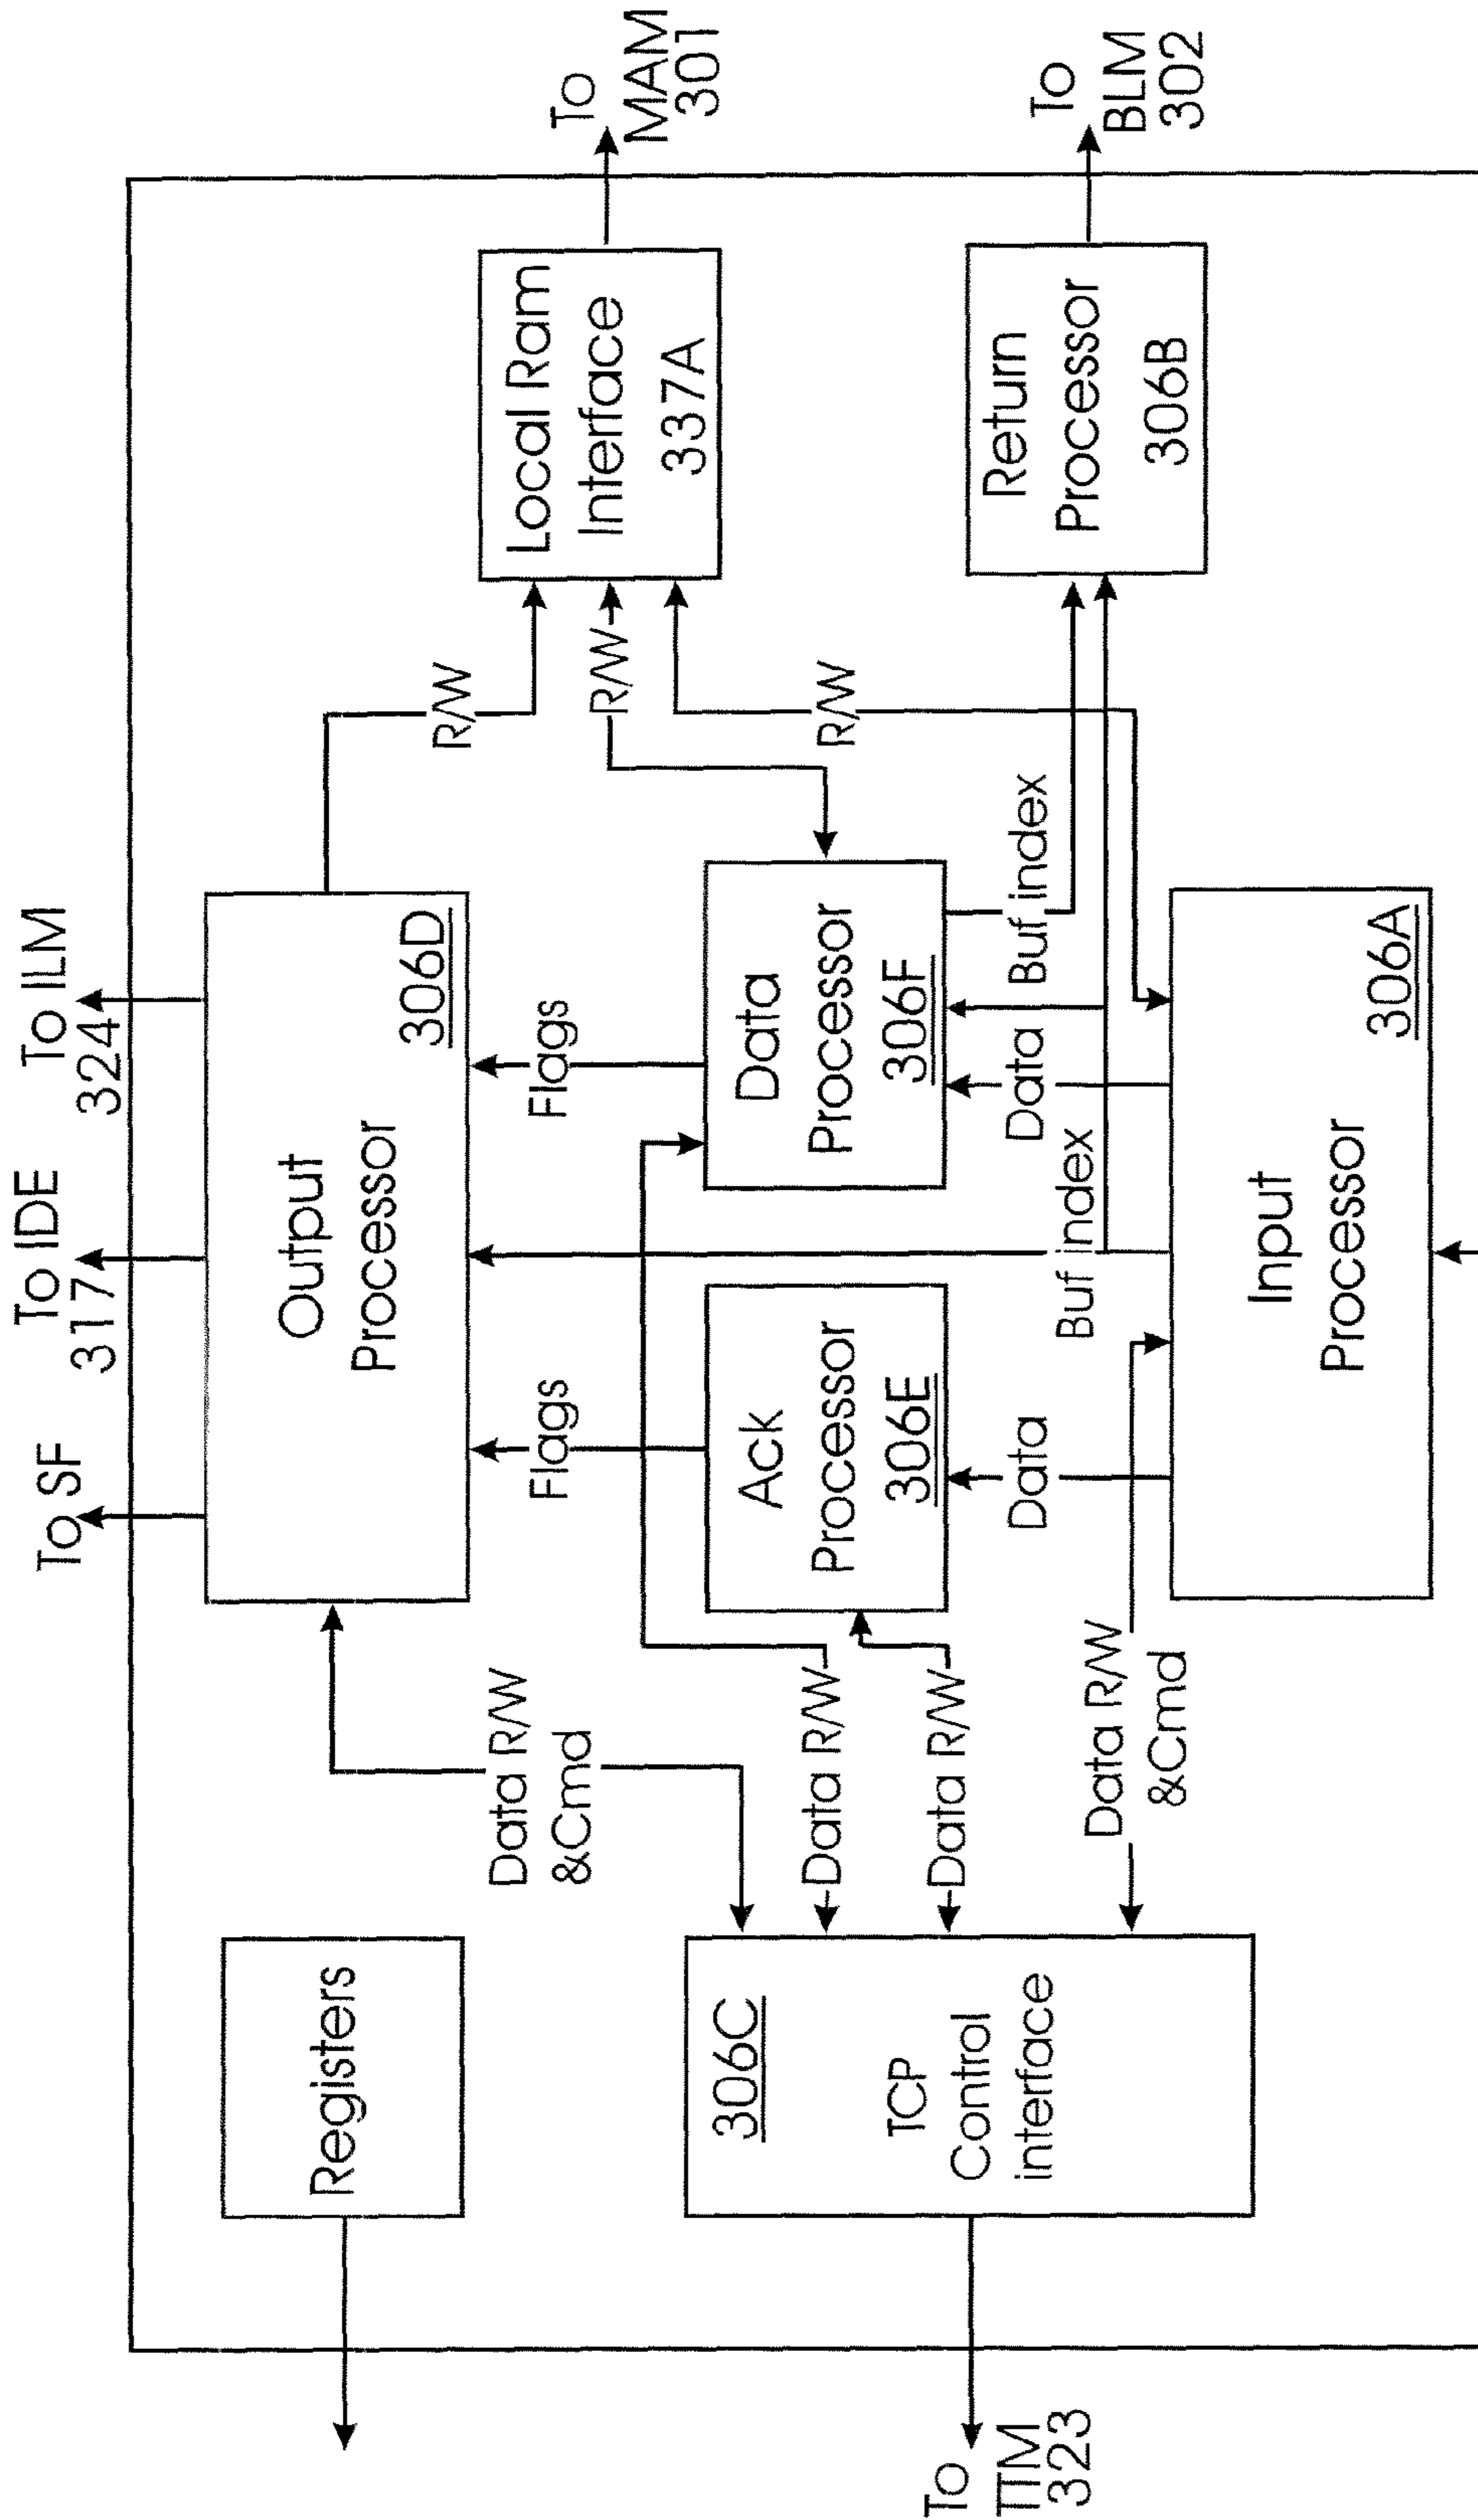 To SF
To IDE
317
To ILM
324
Registers
Output
Processor
306D
R/W
Data R/W
&Cmd
Flags
Flags
R/W
Local Ram
Interface
337A
To
MAM
301
306C
TCP
Control
interface
To
TTM
323
Data R/W
Data R/W
Ack
Processor
306E
Data
Processor
306F
R/W
Data R/W
&Cmd
Data
Buf index
Data
Buf index
Return
Processor
306B
To
BLM
302
Input
Processor
306A